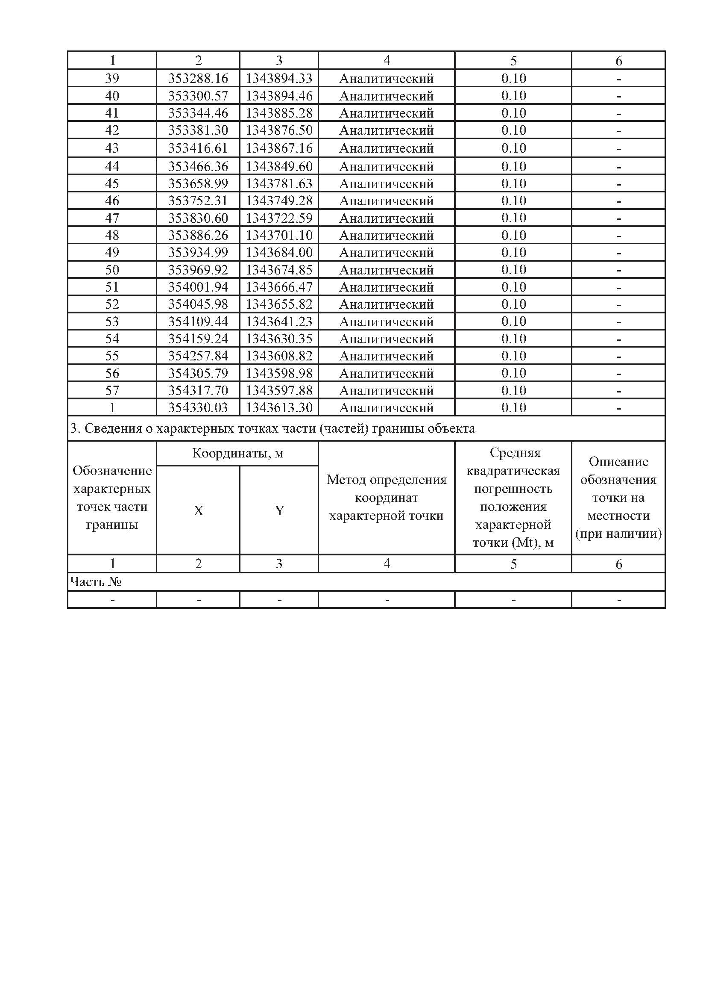 1 2 3 4 5 6
39 353288.16 1343894.33 Аналитический 0.10 -
40 353300.57 1343894.46 Аналитический 0.10 -
41 353344.46 1343885.28 Аналитический 0.10 -
42 353381.30 1343876.50 Аналитический 0.10 -
43 353416.61 1343867.16 Аналитический 0.10 -
44 353466.36 1343849.60 Аналитический 0.10 -
45 353658.99 1343781.63 Аналитический 0.10 -
46 353752.31 1343749.28 Аналитический 0.10 -
47 353830.60 1343722.59 Аналитический 0.10 -
48 353886.26 1343701.10 Аналитический 0.10 -
49 353934.99 1343684.00 Аналитический 0.10 -
50 353969.92 1343674.85 Аналитический 0.10 -
51 354001.94 1343666.47 Аналитический 0.10 -
52 354045.98 1343655.82 Аналитический 0.10 -
53 354109.44 1343641.23 Аналитический 0.10 -
54 354159.24 1343630.35 Аналитический 0.10 -
55 354257.84 1343608.82 Аналитический 0.10 -
56 354305.79 1343598.98 Аналитический 0.10 -
57 354317.70 1343597.88 Аналитический 0.10 -
1 354330.03 1343613.30 Аналитический 0.10 -
3. Сведения о характерных точках части (частей) границы объекта
Обозначение
характерных
точек части
границы
Координаты, м
X
Y
Метод определения
координат
характерной точки
Средняя
квадратическая
погрешность
положения
характерной
точки (Mt), м
Описание
обозначения
точки на
местности
(при наличии)
1 2 3 4 5 6
Часть №
- - - - - -